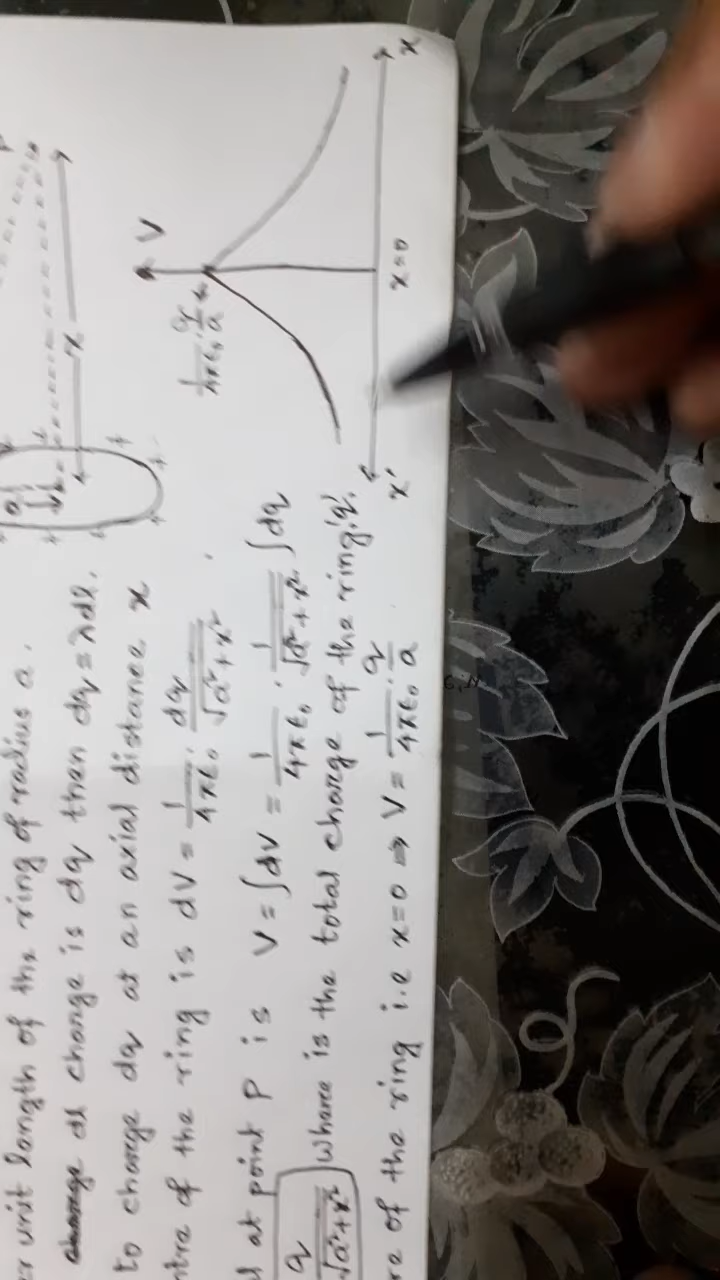 r unit length of the ring of radius a.
dl change is dq then dq = λdl.
to charge dq at an axial distance x
ntre of the ring is dV = 1/4πε₀ · dq/√a²+x² .
l at point P is V = ∫dV = 1/4πε₀ · 1/√a²+x² ∫dq
q/√a²+x² where is the total charge of the ring 'q'.
re of the ring i.e x=0 ⇒ V = 1/4πε₀ · q/a
x
V
1/4πε₀ · q/a
x' x=0 x